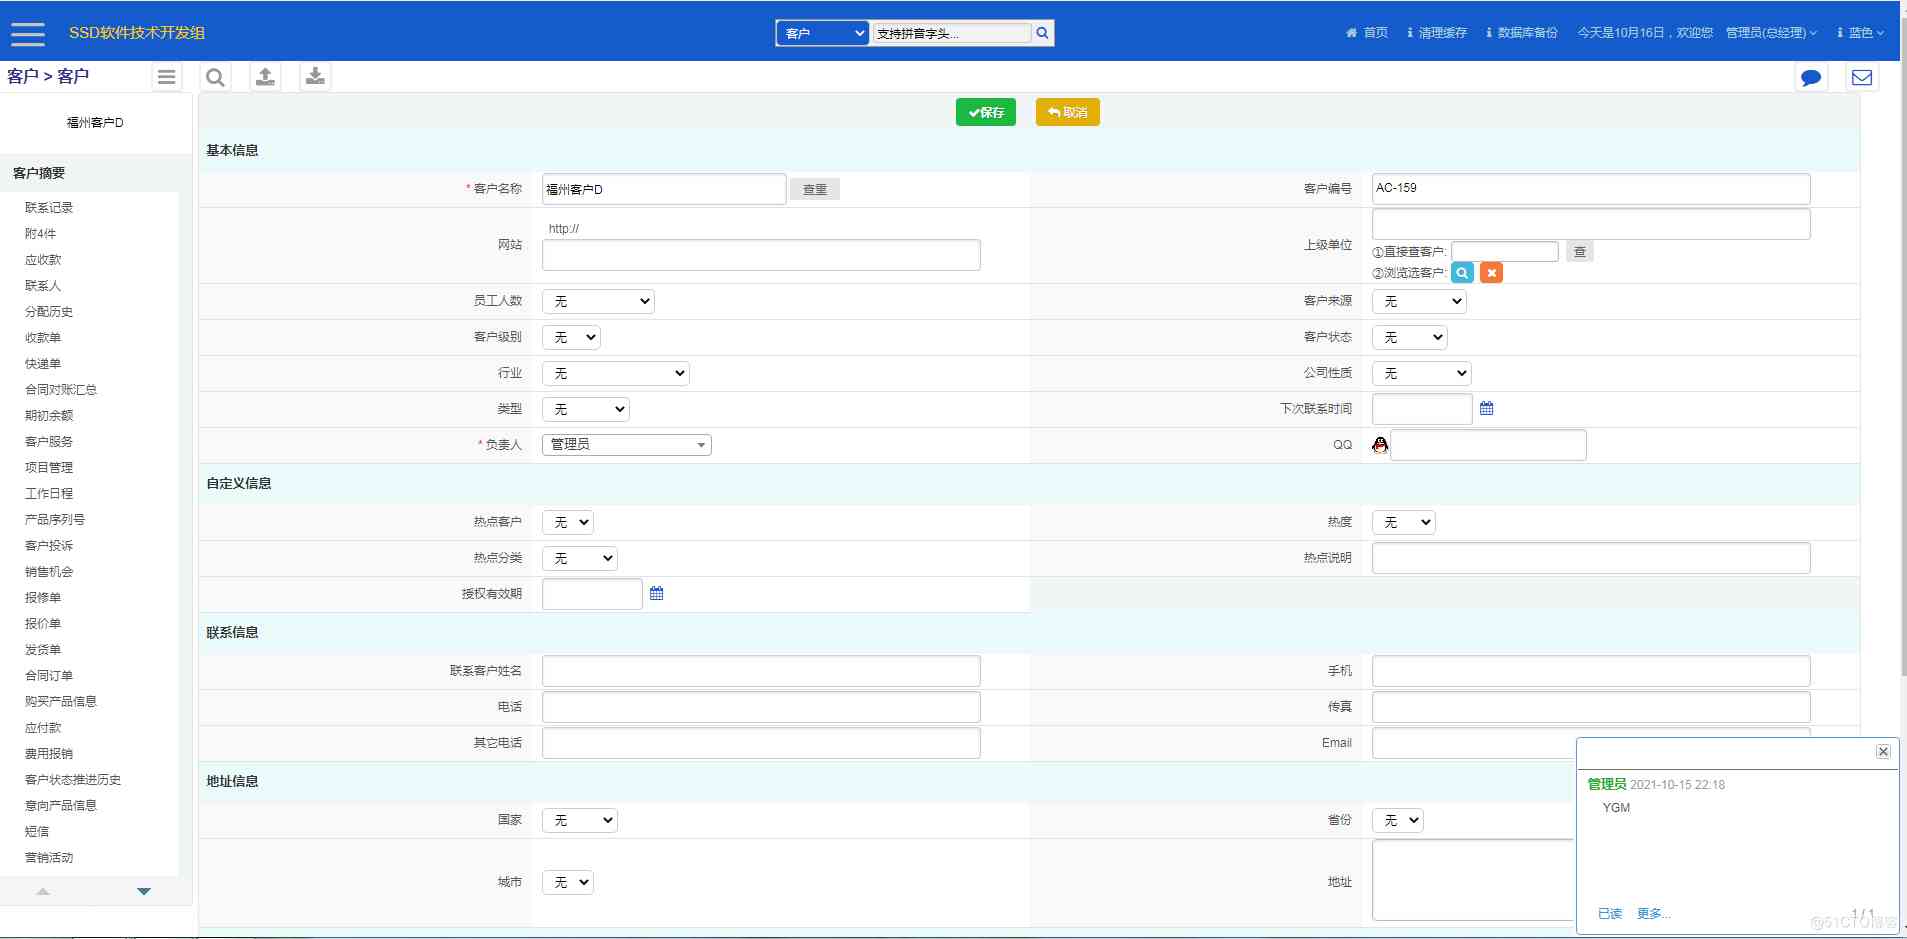 SSD软件技术开发组
客户
支持拼音字头...
首页
清理缓存
数据库备份
今天是10月16日，欢迎您
管理员(总经理)
蓝色
客户 > 客户
福州客户D
客户摘要
联系记录
附4件
应收款
联系人
分配历史
收款单
快递单
合同对账汇总
期初余额
客户服务
项目管理
工作日程
产品序列号
客户投诉
销售机会
报修单
报价单
发货单
合同订单
购买产品信息
应付款
费用报销
客户状态推进历史
意向产品信息
短信
营销活动
保存
取消
基本信息
* 客户名称 福州客户D 查重
客户编号 AC-159
网站 http://
上级单位
①直接查客户: 查
②浏览选客户:
员工人数 无
客户来源 无
客户级别 无
客户状态 无
行业 无
公司性质 无
类型 无
下次联系时间
* 负责人 管理员
QQ
自定义信息
热点客户 无
热度 无
热点分类 无
热点说明
授权有效期
联系信息
联系客户姓名
手机
电话
传真
其它电话
Email
地址信息
国家 无
省份 无
城市 无
地址
管理员 2021-10-15 22:18
YGM
已读 更多...
1 / 1
@51CTO博客